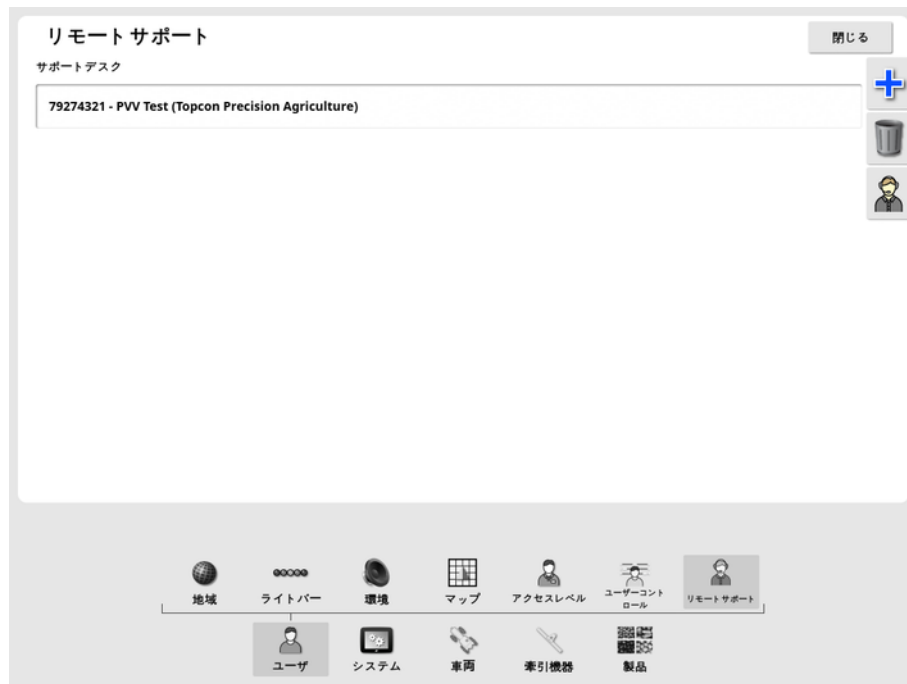 リモートサポート
閉じる
サポートデスク
79274321 - PVV Test (Topcon Precision Agriculture)
地域
ライトバー
環境
マップ
アクセスレベル
ユーザーコント
ロール
リモートサポート
ユーザ
システム
車両
牽引機器
製品